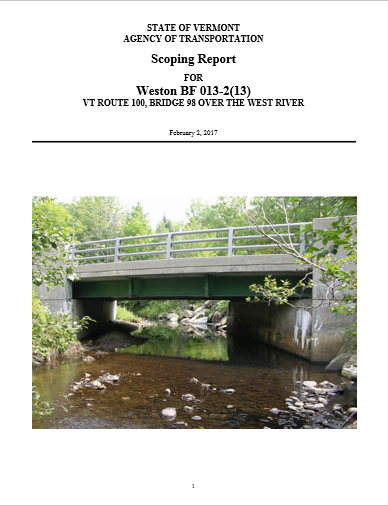 STATE OF VERMONT
AGENCY OF TRANSPORTATION
Scoping Report
FOR
Weston BF 013-2(13)
VT ROUTE 100, BRIDGE 98 OVER THE WEST RIVER
February 2, 2017
1